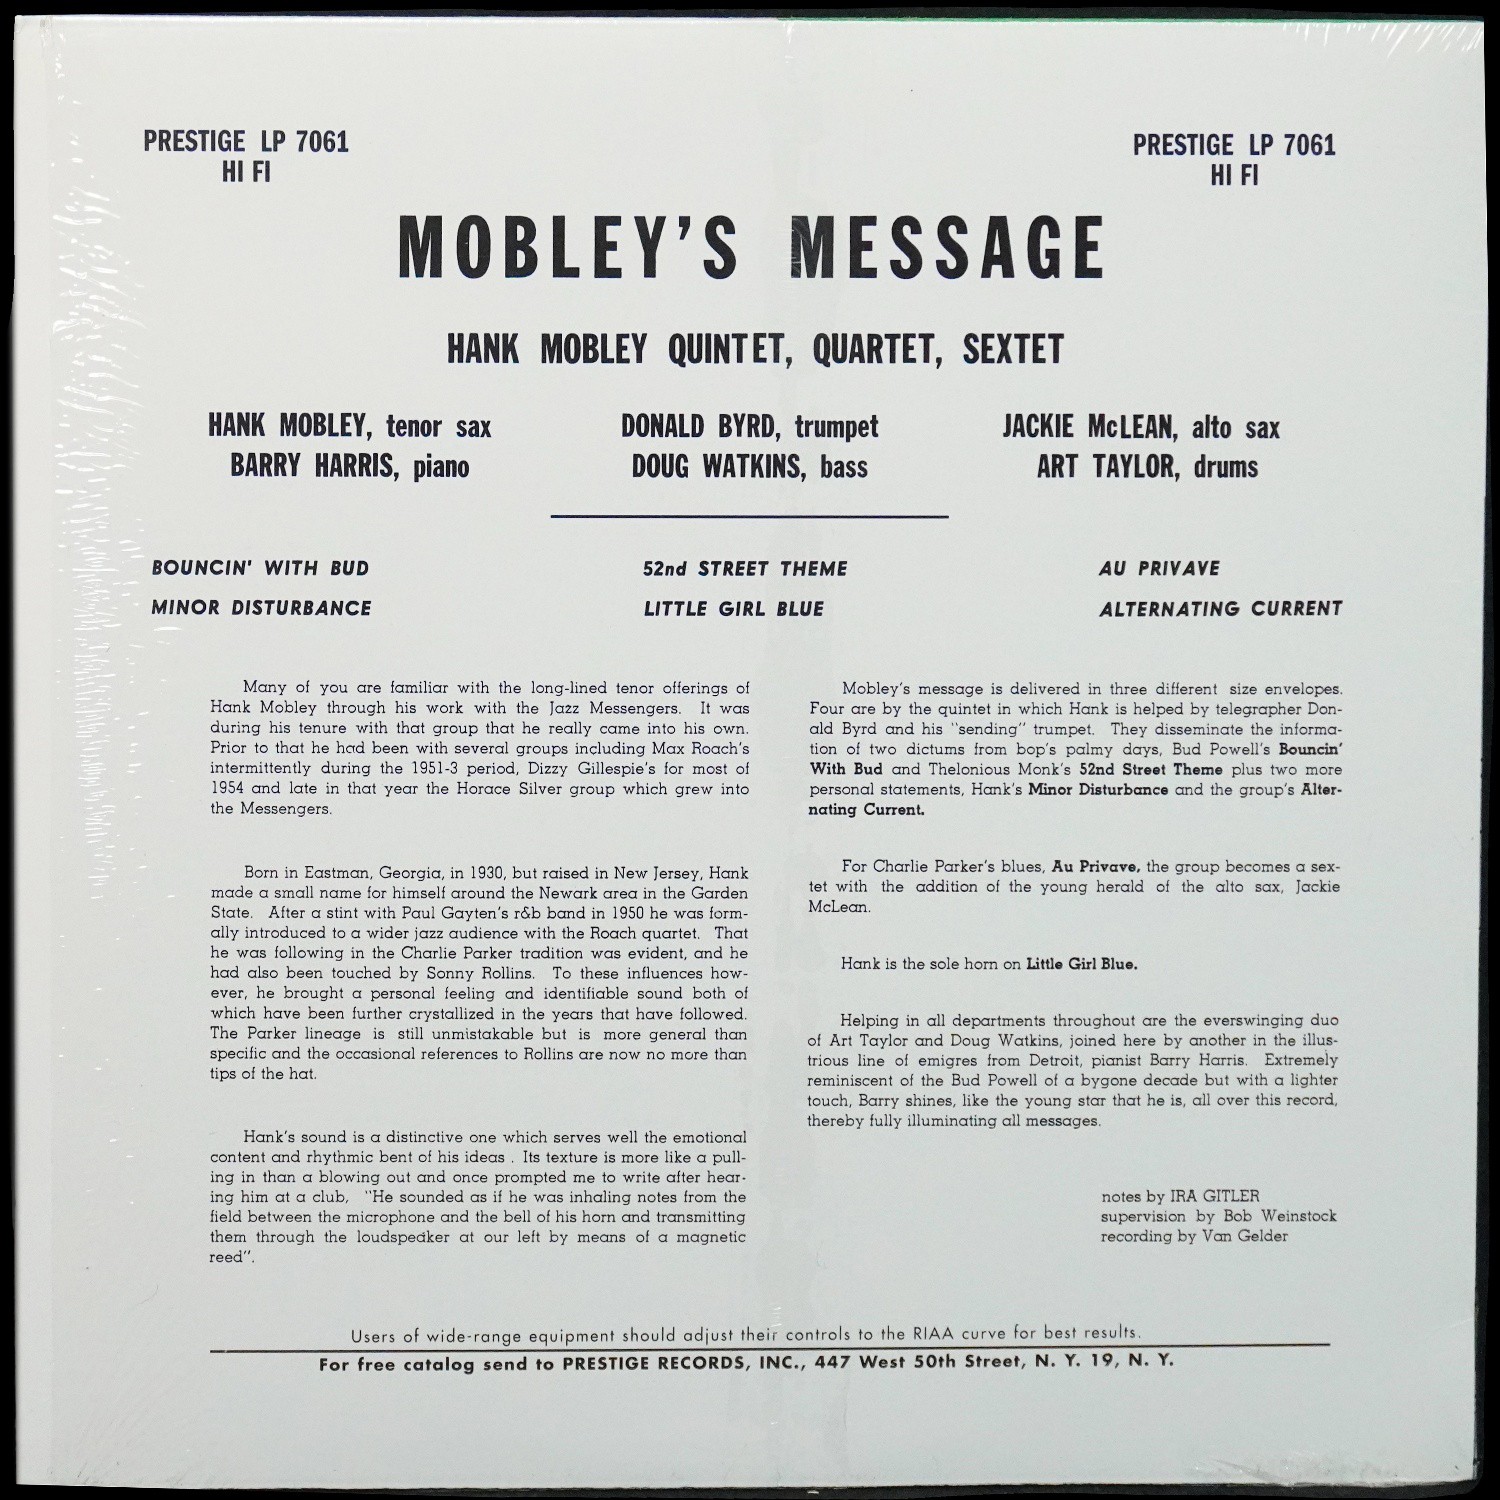 PRESTIGE LP 7061
HI FI
PRESTIGE LP 7061
HI FI
MOBLEY'S MESSAGE
HANK MOBLEY QUINTET, QUARTET, SEXTET
HANK MOBLEY, tenor sax
DONALD BYRD, trumpet
JACKIE McLEAN, alto sax
BARRY HARRIS, piano
DOUG WATKINS, bass
ART TAYLOR, drums
BOUNCIN' WITH BUD
52nd STREET THEME
AU PRIVAVE
MINOR DISTURBANCE
LITTLE GIRL BLUE
ALTERNATING CURRENT
Many of you are familiar with the long-lined tenor offerings of
Hank Mobley through his work with the Jazz Messengers. It was
during his tenure with that group that he really came into his own.
Prior to that he had been with several groups including Max Roach's
intermittently during the 1951-3 period, Dizzy Gillespie's for most of
1954 and late in that year the Horace Silver group which grew into
the Messengers.
Born in Eastman, Georgia, in 1930, but raised in New Jersey, Hank
made a small name for himself around the Newark area in the Garden
State. After a stint with Paul Gayten's r&b band in 1950 he was form-
ally introduced to a wider jazz audience with the Roach quartet. That
he was following in the Charlie Parker tradition was evident, and he
had also been touched by Sonny Rollins. To these influences how-
ever, he brought a personal feeling and identifiable sound both of
which have been further crystallized in the years that have followed.
The Parker lineage is still unmistakable but is more general than
specific and the occasional references to Rollins are now no more than
tips of the hat.
Hank's sound is a distinctive one which serves well the emotional
content and rhythmic bent of his ideas . Its texture is more like a pull-
ing in than a blowing out and once prompted me to write after hear-
ing him at a club, "He sounded as if he was inhaling notes from the
field between the microphone and the bell of his horn and transmitting
them through the loudspeaker at our left by means of a magnetic
reed".
Mobley's message is delivered in three different size envelopes.
Four are by the quintet in which Hank is helped by telegrapher Don-
ald Byrd and his "sending" trumpet. They disseminate the informa-
tion of two dictums from bop's palmy days, Bud Powell's Bouncin'
With Bud and Thelonious Monk's 52nd Street Theme plus two more
personal statements, Hank's Minor Disturbance and the group's Alter-
nating Current.
For Charlie Parker's blues, Au Privave, the group becomes a sex-
tet with the addition of the young herald of the alto sax, Jackie
McLean.
Hank is the sole horn on Little Girl Blue.
Helping in all departments throughout are the everswinging duo
of Art Taylor and Doug Watkins, joined here by another in the illus-
trious line of emigres from Detroit, pianist Barry Harris. Extremely
reminiscent of the Bud Powell of a bygone decade but with a lighter
touch, Barry shines, like the young star that he is, all over this record,
thereby fully illuminating all messages.
notes by IRA GITLER
supervision by Bob Weinstock
recording by Van Gelder
Users of wide-range equipment should adjust their controls to the RIAA curve for best results.
For free catalog send to PRESTIGE RECORDS, INC., 447 West 50th Street, N. Y. 19, N. Y.